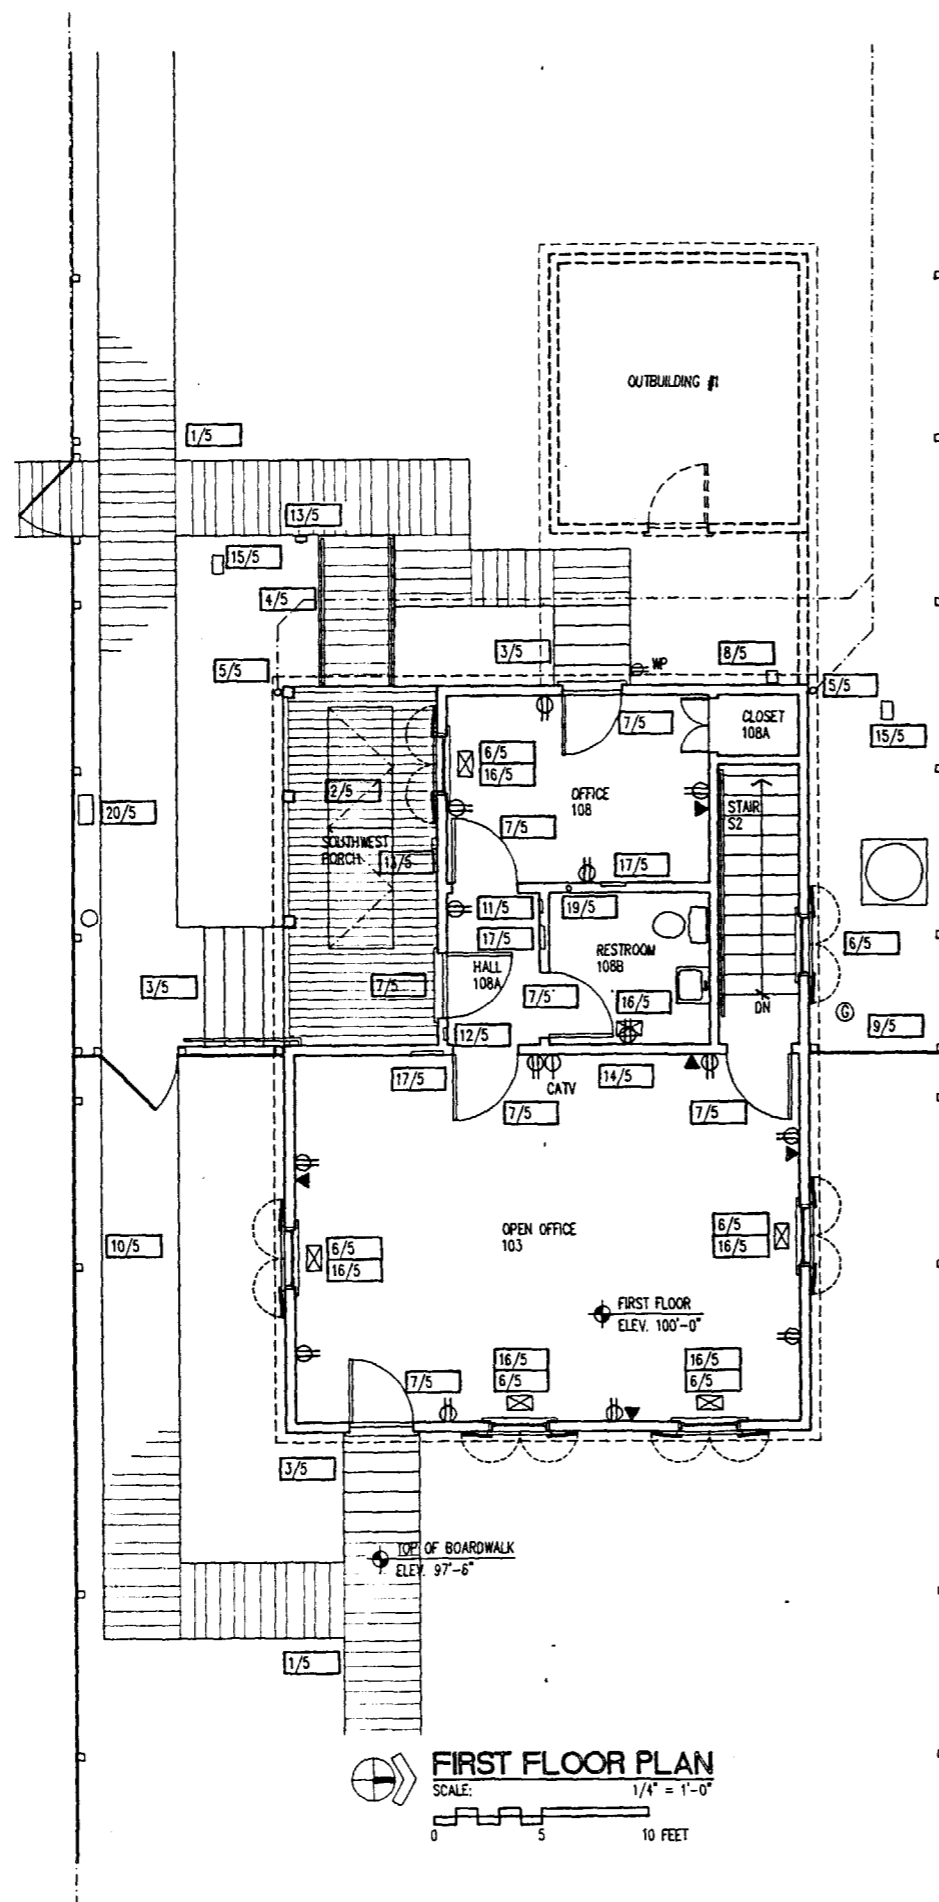 OUTBUILDING #1
1/5
13/5
15/5
4/5
3/5
WP
8/5
5/5
5/5
7/5
CLOSET
108A
15/5
6/5
16/5
2/5
OFFICE
108
STAIR
S2
20/5
7/5
SOUTHWEST
PORCH
13/5
17/5
11/5
19/5
17/5
RESTROOM
108B
6/5
HALL
108A
3/5
7/5
7/5
16/5
DN
G
9/5
12/5
17/5
CATV
14/5
7/5
7/5
10/5
OPEN OFFICE
103
6/5
16/5
6/5
16/5
FIRST FLOOR
ELEV. 100'-0"
16/5
6/5
16/5
6/5
7/5
3/5
TOP OF BOARDWALK
ELEV. 97'-6"
1/5
FIRST FLOOR PLAN
SCALE: 1/4" = 1'-0"
0 5 10 FEET